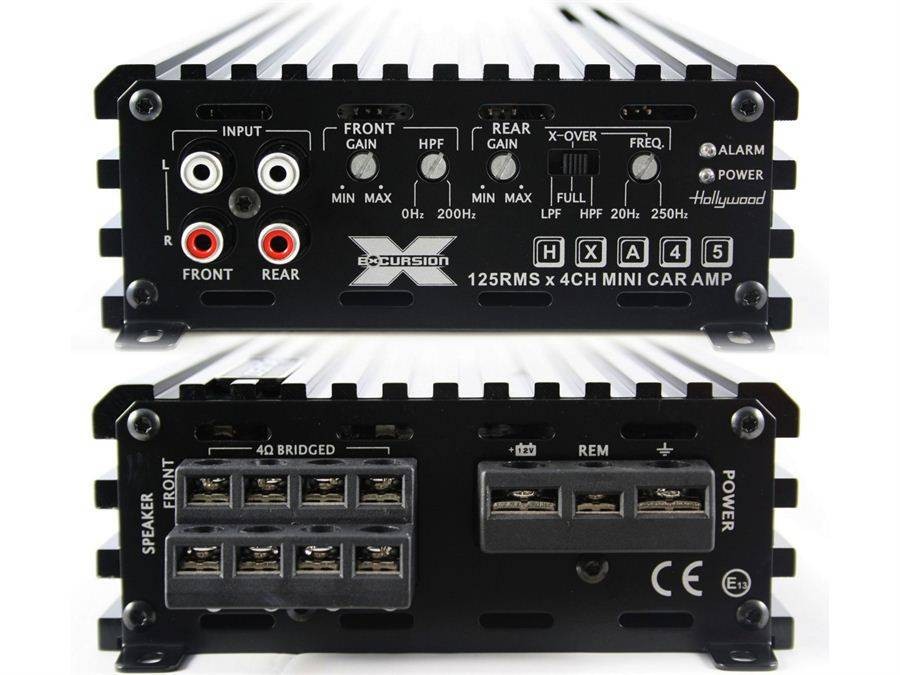 INPUT
L
R
FRONT REAR
FRONT
GAIN HPF
MIN MAX
0Hz 200Hz
REAR X-OVER
GAIN FREQ.
MIN MAX FULL
LPF HPF 20Hz 250Hz
ALARM
POWER
Hollywood
EXCURSION
H X A 4 5
125RMS x 4CH MINI CAR AMP
4Ω BRIDGED
SPEAKER
FRONT
+ 12V REM
POWER
CE E13